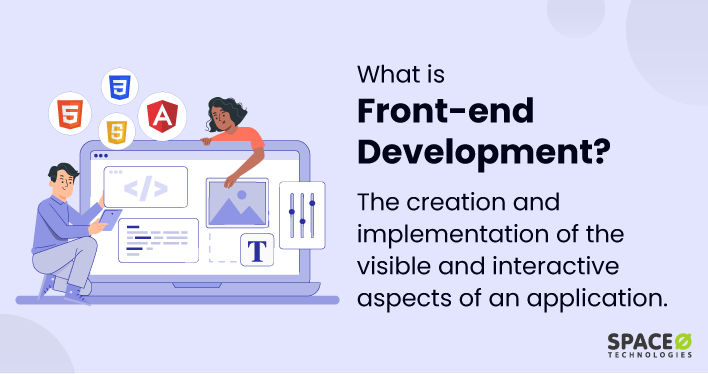 What is
Front-end
Development?
The creation and
implementation of the
visible and interactive
aspects of an application.
5
3
5
A
</>
T
SPACEO
TECHNOLOGIES